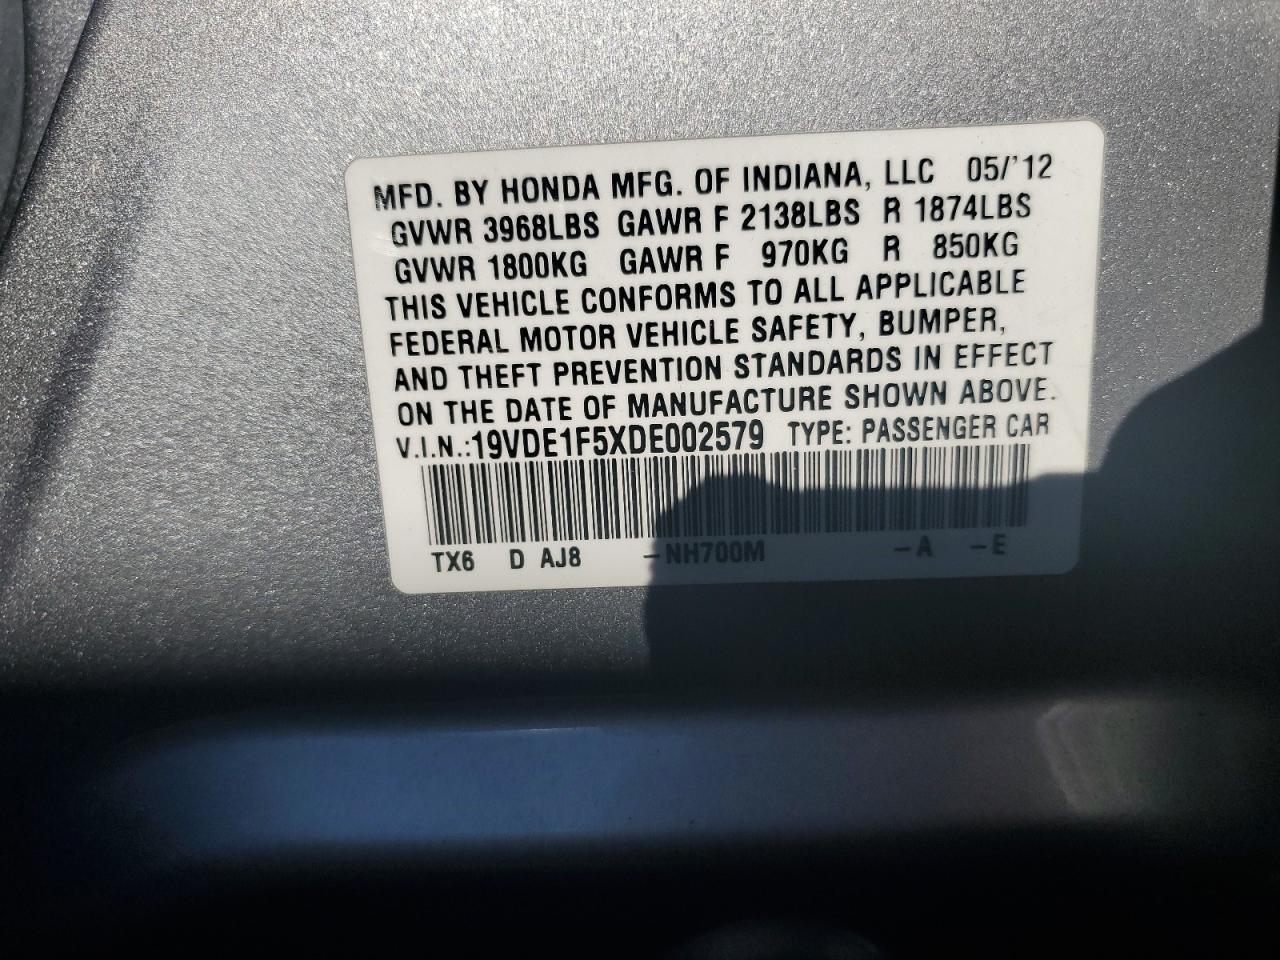 MFD. BY HONDA MFG. OF INDIANA, LLC 05/'12
GVWR 3968LBS GAWR F 2138LBS R 1874LBS
GVWR 1800KG GAWR F 970KG R 850KG
THIS VEHICLE CONFORMS TO ALL APPLICABLE
FEDERAL MOTOR VEHICLE SAFETY, BUMPER,
AND THEFT PREVENTION STANDARDS IN EFFECT
ON THE DATE OF MANUFACTURE SHOWN ABOVE.
V.I.N.:19VDE1F5XDE002579 TYPE: PASSENGER CAR
TX6 D AJ8 -NH700M -A -E